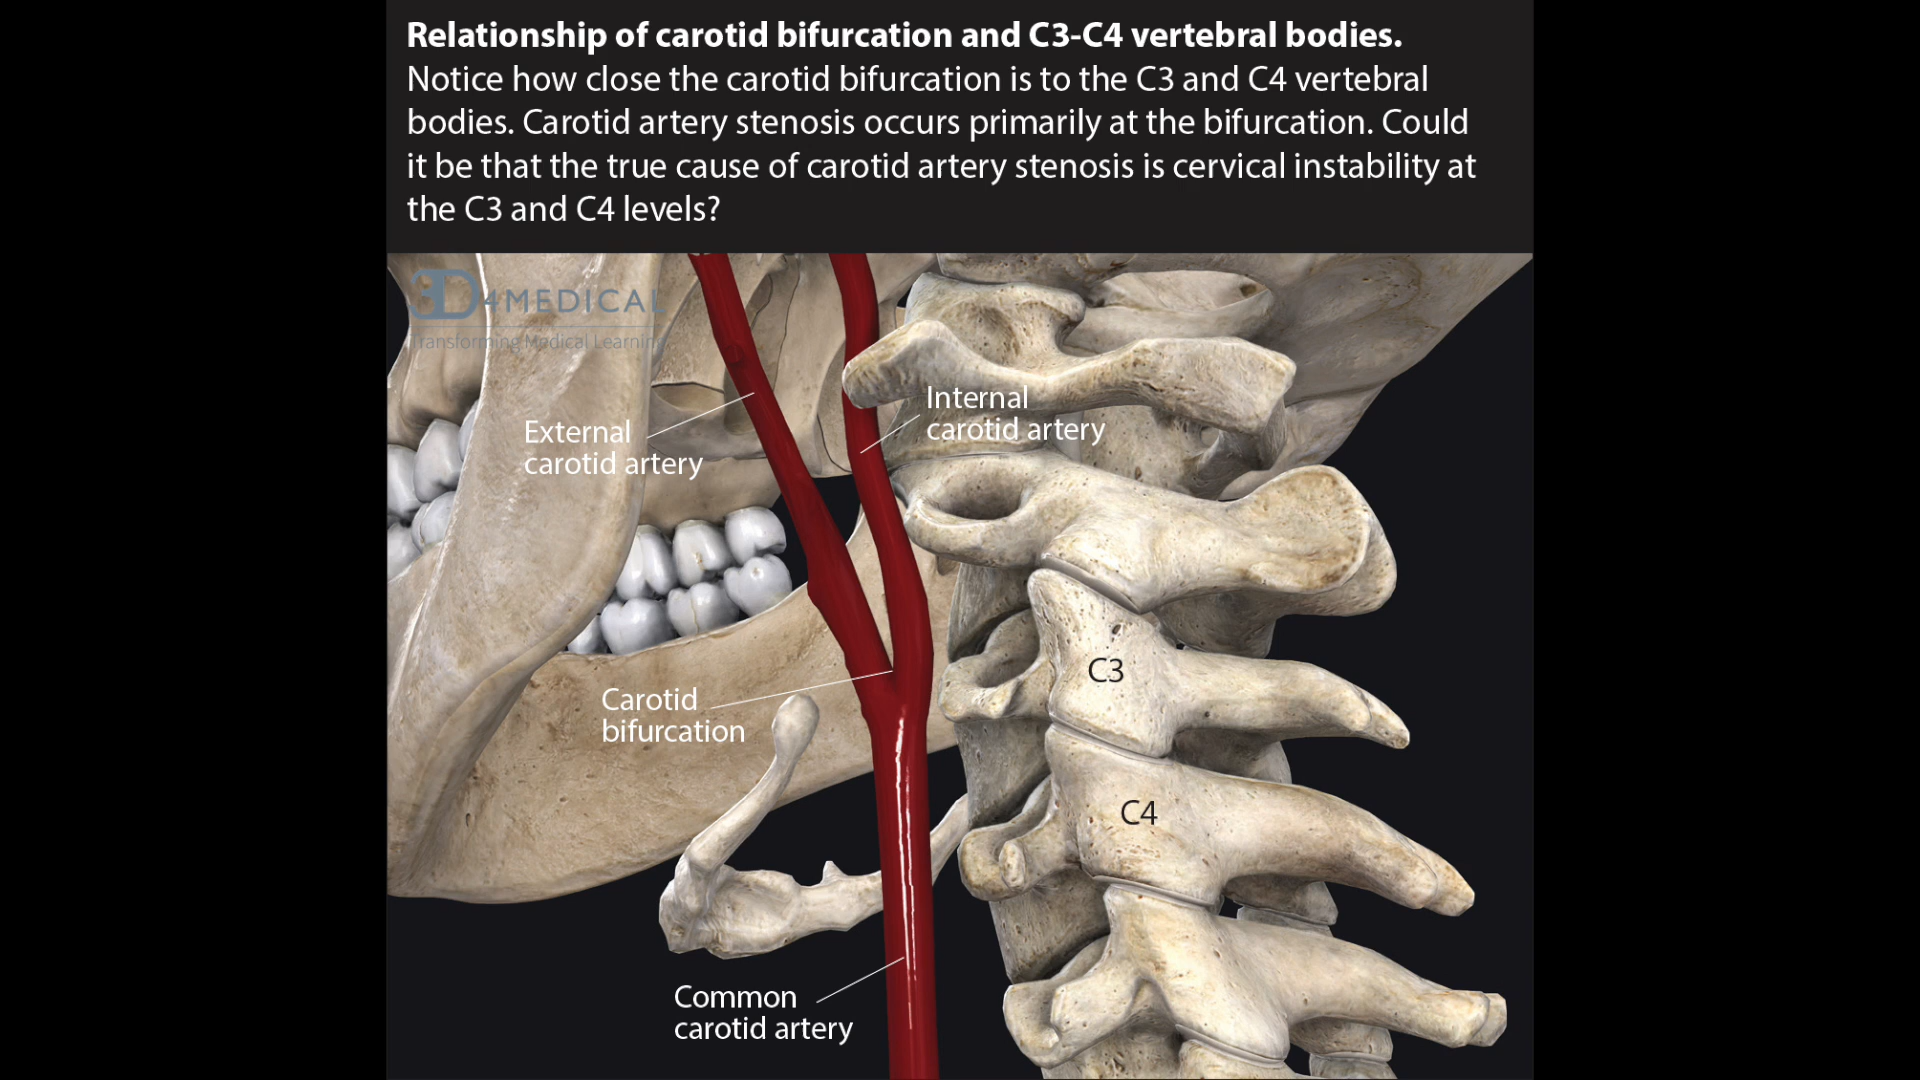 Relationship of carotid bifurcation and C3-C4 vertebral bodies.
Notice how close the carotid bifurcation is to the C3 and C4 vertebral
bodies. Carotid artery stenosis occurs primarily at the bifurcation. Could
it be that the true cause of carotid artery stenosis is cervical instability at
the C3 and C4 levels?
3D4MEDICAL
Transforming Medical Learning
Internal
carotid artery
External
carotid artery
C3
Carotid
bifurcation
C4
Common
carotid artery